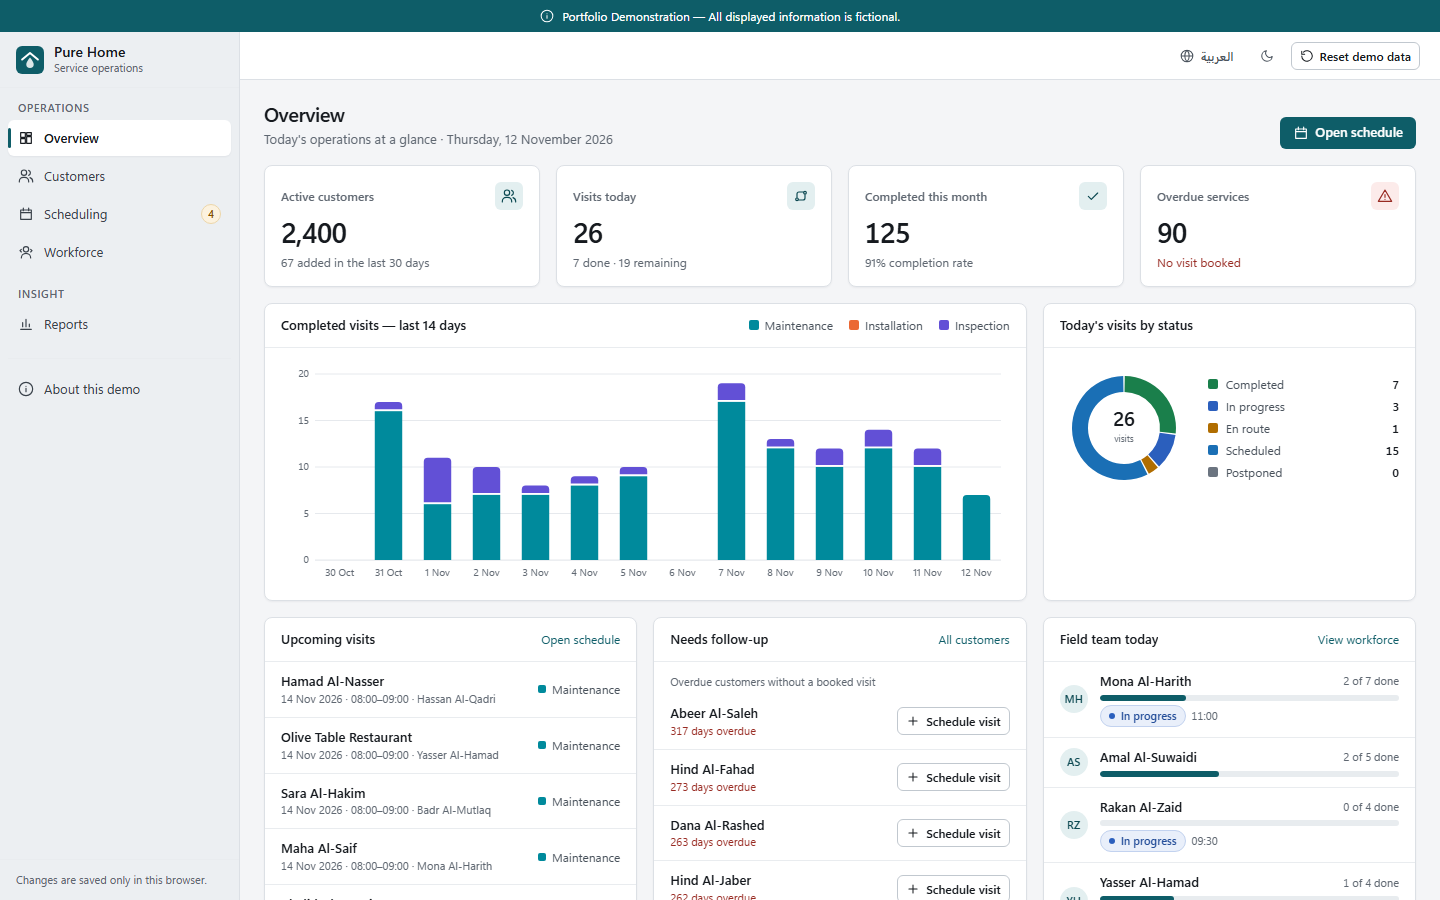 Portfolio Demonstration — All displayed information is fictional.
Pure Home
Service operations
العربية
Reset demo data
OPERATIONS
Overview
Customers
Scheduling 4
Workforce
INSIGHT
Reports
About this demo
Changes are saved only in this browser.
Overview
Today's operations at a glance · Thursday, 12 November 2026
Open schedule
Active customers
2,400
67 added in the last 30 days
Visits today
26
7 done · 19 remaining
Completed this month
125
91% completion rate
Overdue services
90
No visit booked
Completed visits — last 14 days
Maintenance Installation Inspection
20
15
10
5
0
30 Oct 31 Oct 1 Nov 2 Nov 3 Nov 4 Nov 5 Nov 6 Nov 7 Nov 8 Nov 9 Nov 10 Nov 11 Nov 12 Nov
Today's visits by status
26
visits
Completed 7
In progress 3
En route 1
Scheduled 15
Postponed 0
Upcoming visits
Open schedule
Hamad Al-Nasser
14 Nov 2026 · 08:00–09:00 · Hassan Al-Qadri
Maintenance
Olive Table Restaurant
14 Nov 2026 · 08:00–09:00 · Yasser Al-Hamad
Maintenance
Sara Al-Hakim
14 Nov 2026 · 08:00–09:00 · Badr Al-Mutlaq
Maintenance
Maha Al-Saif
14 Nov 2026 · 08:00–09:00 · Mona Al-Harith
Maintenance
Needs follow-up
All customers
Overdue customers without a booked visit
Abeer Al-Saleh
317 days overdue
Schedule visit
Hind Al-Fahad
273 days overdue
Schedule visit
Dana Al-Rashed
263 days overdue
Schedule visit
Hind Al-Jaber
262 days overdue
Schedule visit
Field team today
View workforce
MH
Mona Al-Harith
2 of 7 done
In progress 11:00
AS
Amal Al-Suwaidi
2 of 5 done
RZ
Rakan Al-Zaid
0 of 4 done
In progress 09:30
YH
Yasser Al-Hamad
1 of 4 done